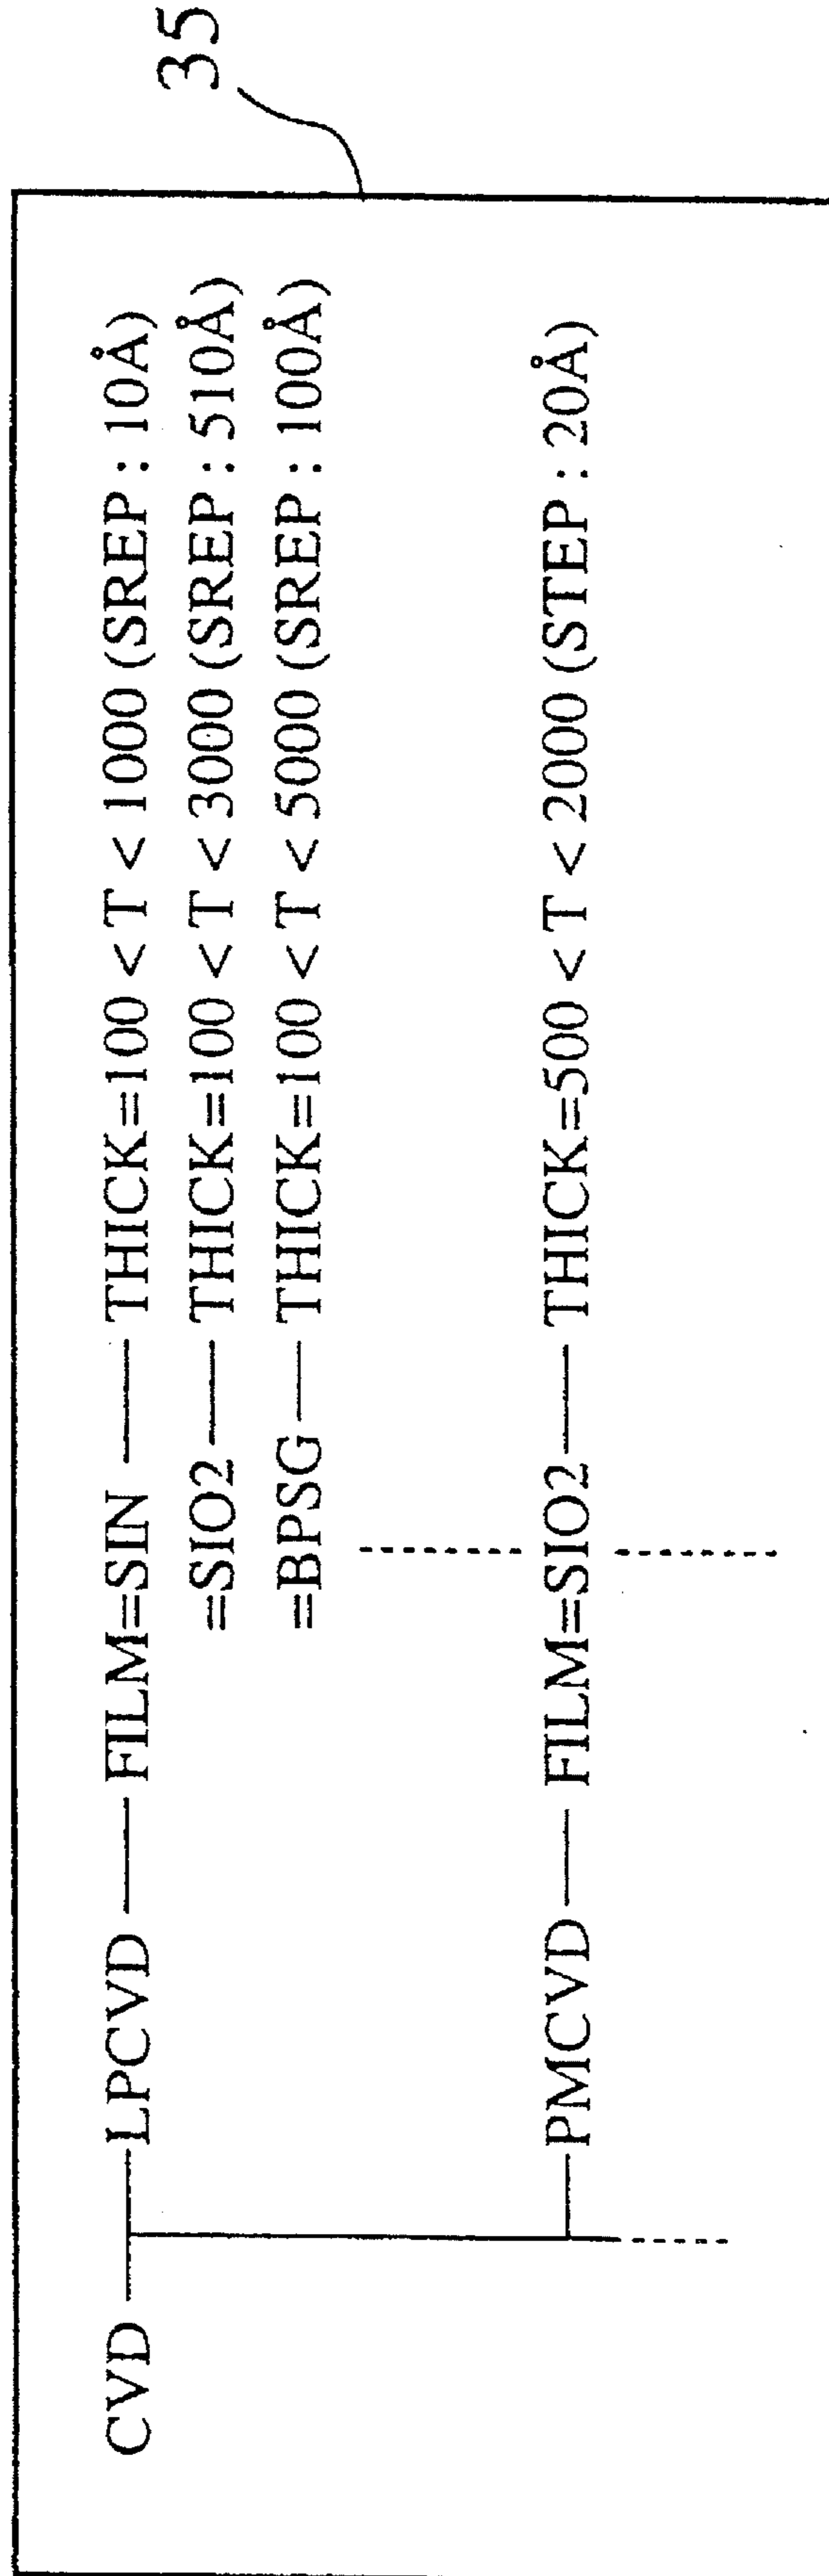 35
CVD LPCVD FILM=SIN THICK=100 < T < 1000 (SREP : 10Å)
=SIO2 THICK=100 < T < 3000 (SREP : 510Å)
=BPSG THICK=100 < T < 5000 (SREP : 100Å)
PMCVD FILM=SIO2 THICK=500 < T < 2000 (STEP : 20Å)